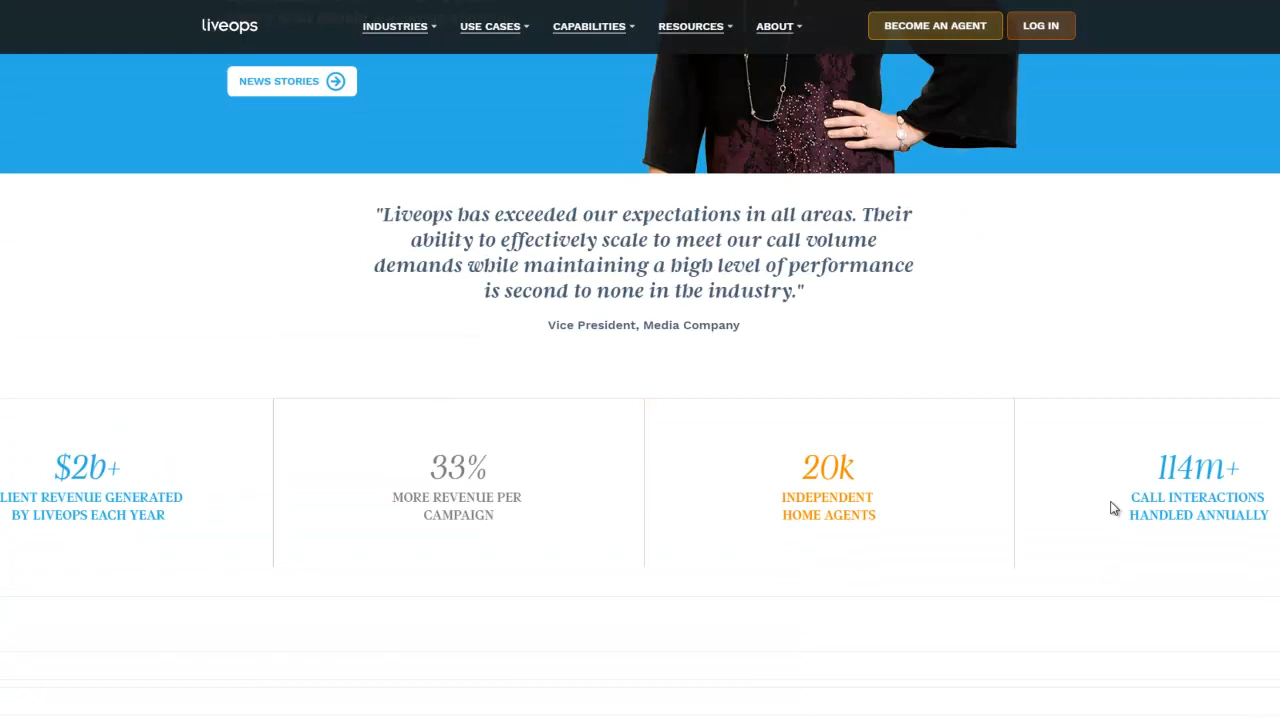 liveops
INDUSTRIES
USE CASES
CAPABILITIES
RESOURCES
ABOUT
BECOME AN AGENT
LOG IN
NEWS STORIES
"Liveops has exceeded our expectations in all areas. Their
ability to effectively scale to meet our call volume
demands while maintaining a high level of performance
is second to none in the industry."
Vice President, Media Company
$2b+
LIENT REVENUE GENERATED
BY LIVEOPS EACH YEAR
33%
MORE REVENUE PER
CAMPAIGN
20k
INDEPENDENT
HOME AGENTS
114m+
CALL INTERACTIONS
HANDLED ANNUALLY